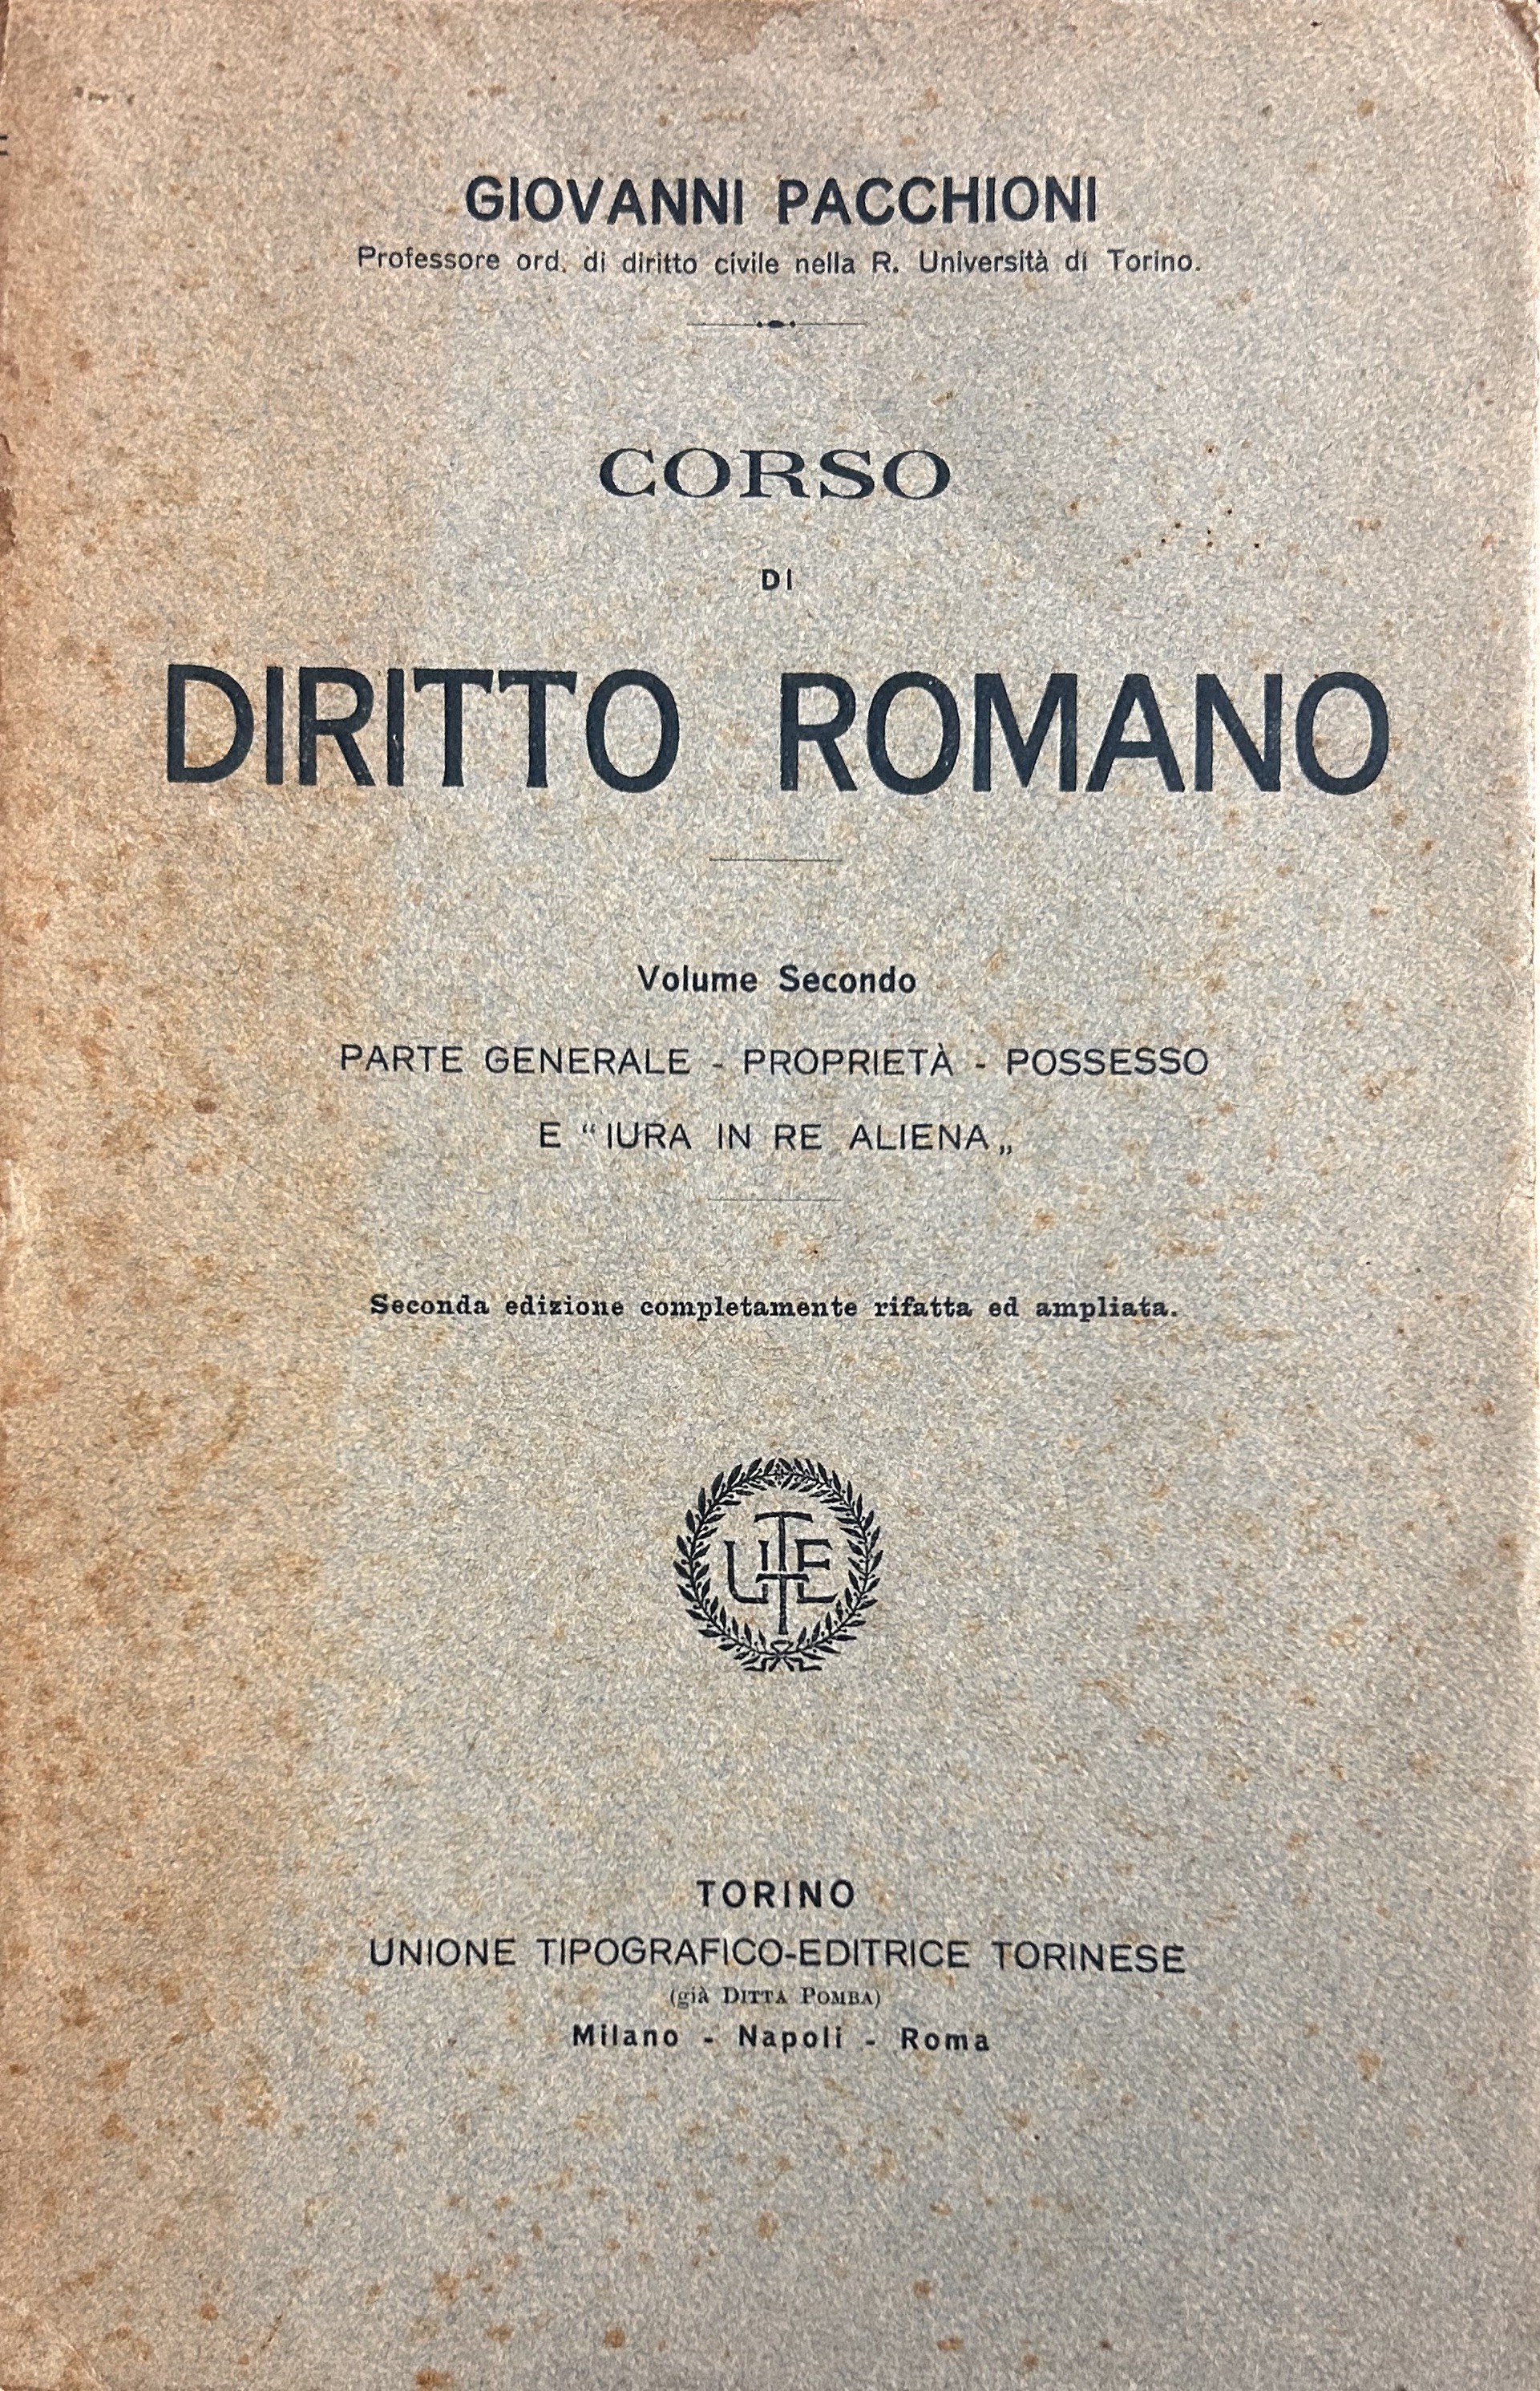 GIOVANNI PACCHIONI
Professore ord. di diritto civile nella R. Università di Torino.
CORSO
DI
DIRITTO ROMANO
Volume Secondo
PARTE GENERALE - PROPRIETÀ - POSSESSO
E “IURA IN RE ALIENA„
Seconda edizione completamente rifatta ed ampliata.
UTET
TORINO
UNIONE TIPOGRAFICO-EDITRICE TORINESE
(già DITTA POMBA)
Milano - Napoli - Roma